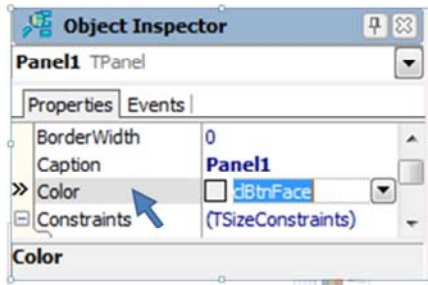 Object Inspector
Panel1 TPanel
Properties Events
BorderWidth 0
Caption Panel1
Color clBtnFace
Constraints (TSizeConstraints)
Color